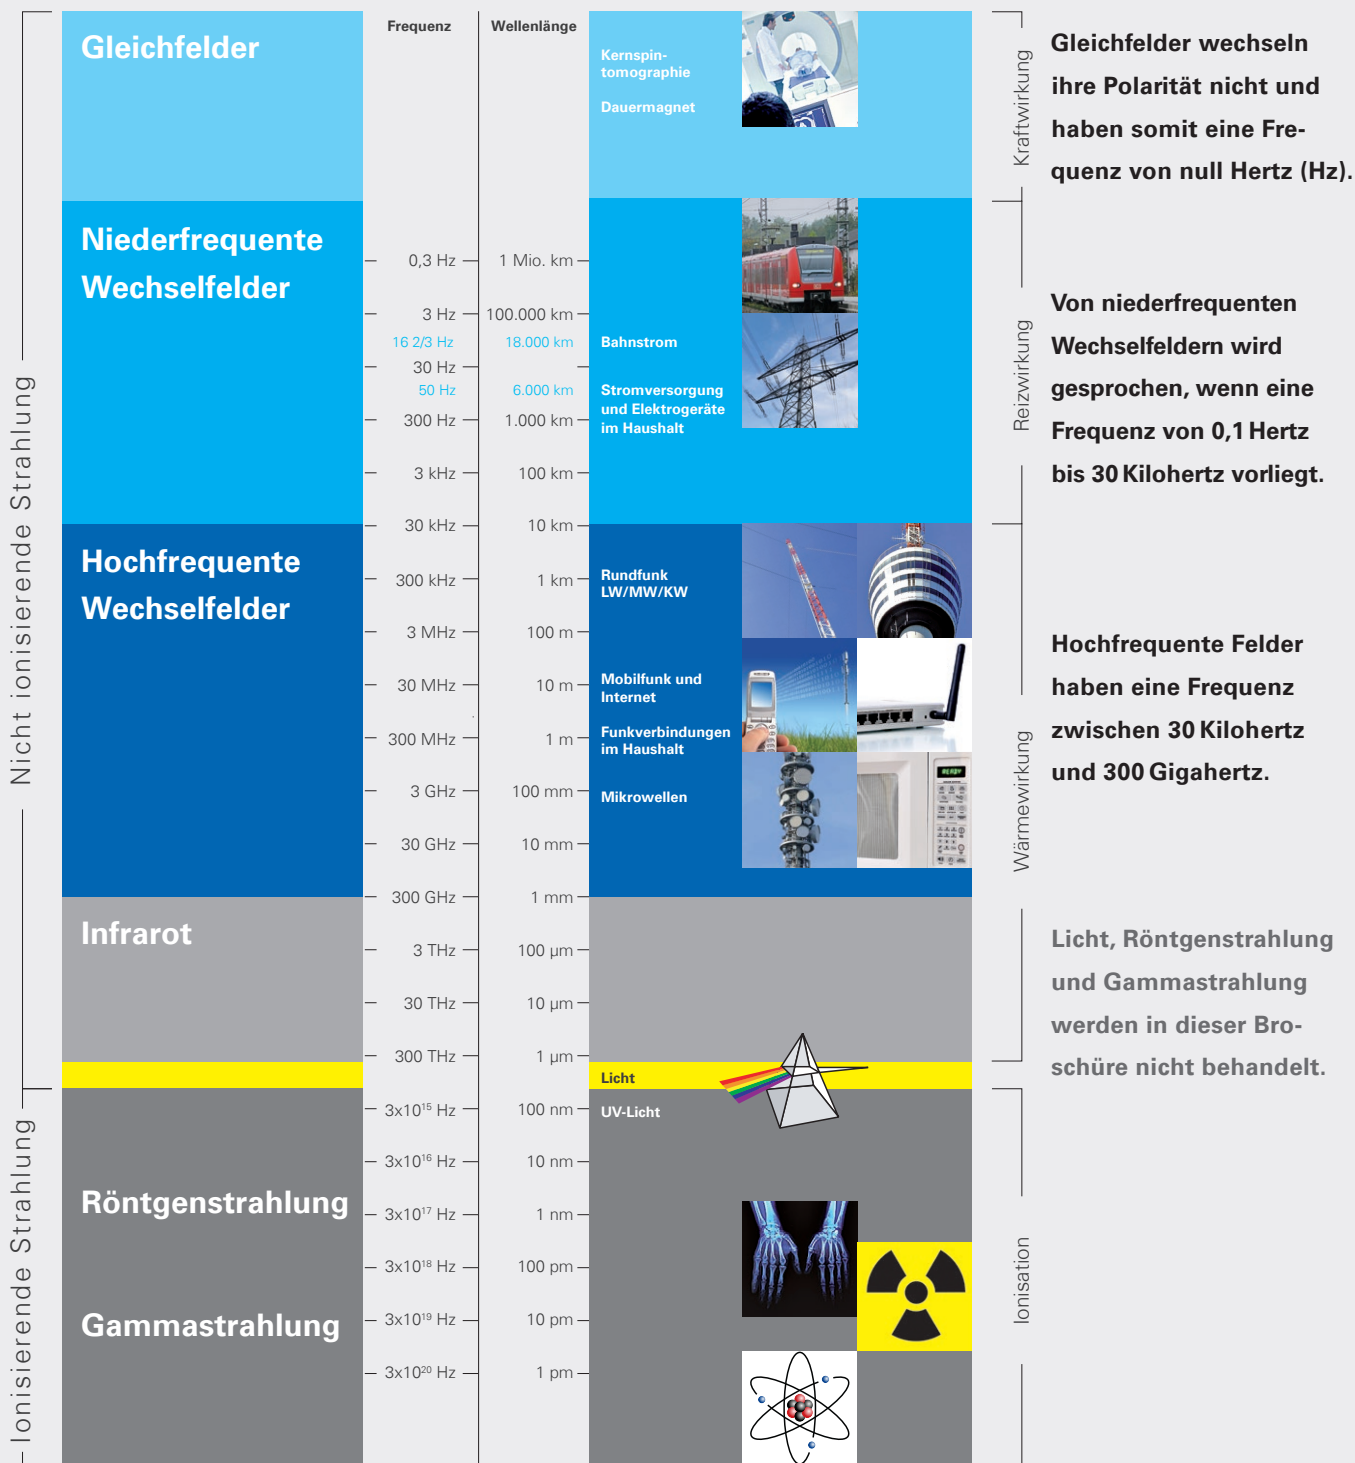 Nicht ionisierende Strahlung
Ionisierende Strahlung
Gleichfelder
Niederfrequente
Wechselfelder
Hochfrequente
Wechselfelder
Infrarot
Röntgenstrahlung
Gammastrahlung
Frequenz Wellenlänge
0,3 Hz 1 Mio. km
3 Hz 100.000 km
16 2/3 Hz 18.000 km
30 Hz
50 Hz 6.000 km
300 Hz 1.000 km
3 kHz 100 km
30 kHz 10 km
300 kHz 1 km
3 MHz 100 m
30 MHz 10 m
300 MHz 1 m
3 GHz 100 mm
30 GHz 10 mm
300 GHz 1 mm
3 THz 100 µm
30 THz 10 µm
300 THz 1 µm
3x10¹⁵ Hz 100 nm
3x10¹⁶ Hz 10 nm
3x10¹⁷ Hz 1 nm
3x10¹⁸ Hz 100 pm
3x10¹⁹ Hz 10 pm
3x10²⁰ Hz 1 pm
Kernspin-
tomographie
Dauermagnet
Bahnstrom
Stromversorgung
und Elektrogeräte
im Haushalt
Rundfunk
LW/MW/KW
Mobilfunk und
Internet
Funkverbindungen
im Haushalt
Mikrowellen
READY
Licht
UV-Licht
Kraftwirkung
Reizwirkung
Wärmewirkung
Ionisation
Gleichfelder wechseln
ihre Polarität nicht und
haben somit eine Fre-
quenz von null Hertz (Hz).
Von niederfrequenten
Wechselfeldern wird
gesprochen, wenn eine
Frequenz von 0,1 Hertz
bis 30 Kilohertz vorliegt.
Hochfrequente Felder
haben eine Frequenz
zwischen 30 Kilohertz
und 300 Gigahertz.
Licht, Röntgenstrahlung
und Gammastrahlung
werden in dieser Bro-
schüre nicht behandelt.